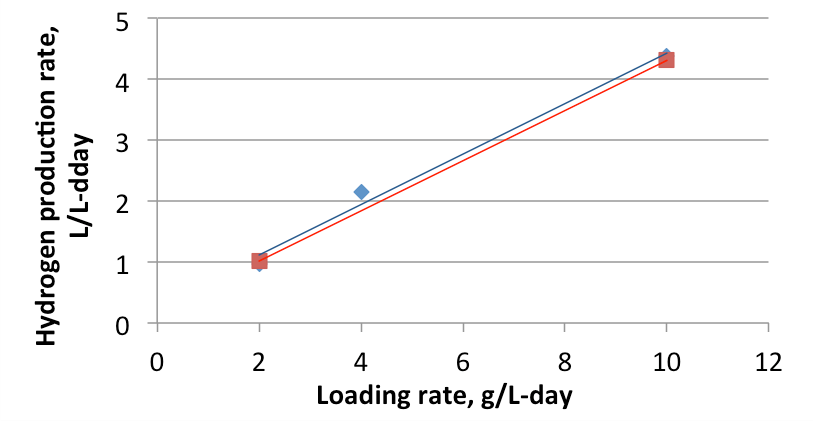 Hydrogen production rate,
L/L-dday
5
4
3
2
1
0
0 2 4 6 8 10 12
Loading rate, g/L-day